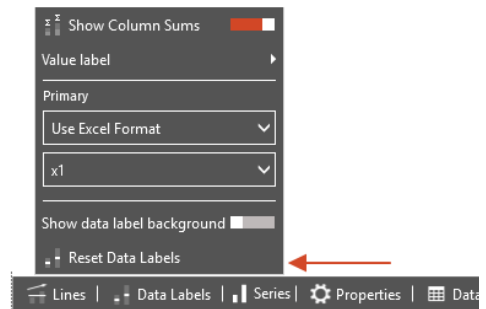 Show Column Sums
Value label
Primary
Use Excel Format
x1
Show data label background
Reset Data Labels
Lines | Data Labels | Series | Properties | Data